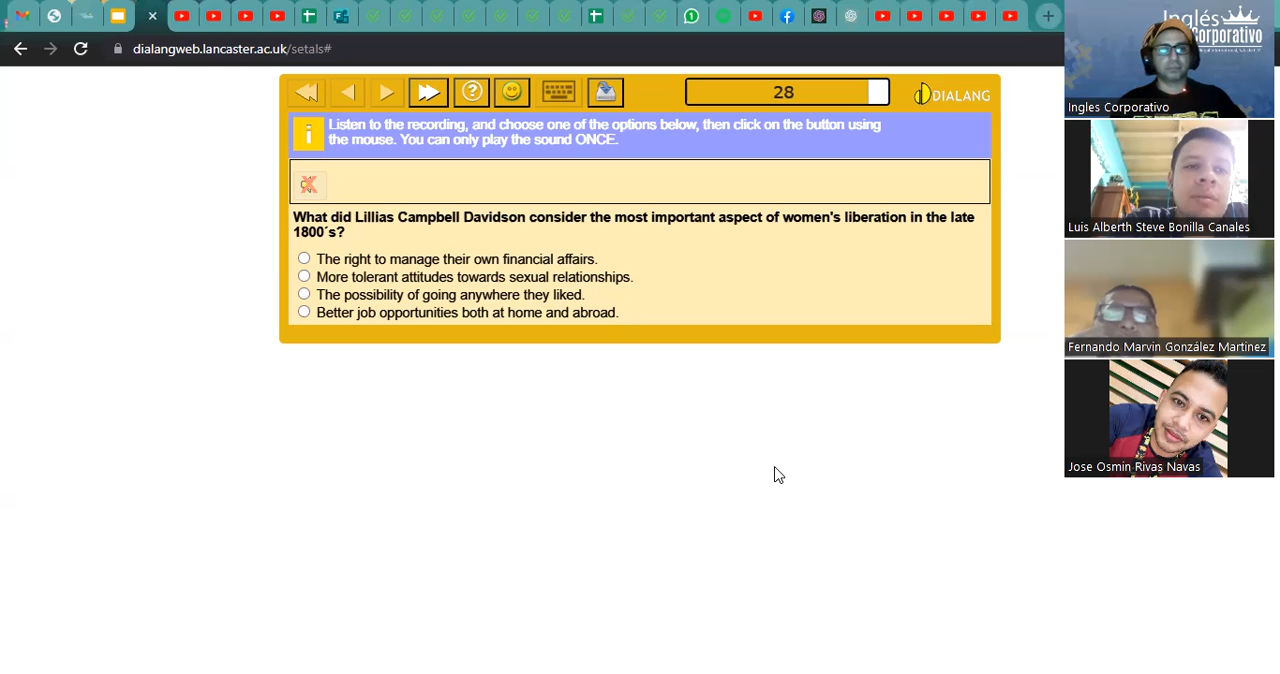 dialangweb.lancaster.ac.uk/setals#
28
DIALANG
Listen to the recording, and choose one of the options below, then click on the button using
the mouse. You can only play the sound ONCE.
What did Lillias Campbell Davidson consider the most important aspect of women's liberation in the late
1800´s?
The right to manage their own financial affairs.
More tolerant attitudes towards sexual relationships.
The possibility of going anywhere they liked.
Better job opportunities both at home and abroad.
Inglés
Corporativo
Ingles Corporativo
Luis Alberth Steve Bonilla Canales
Fernando Marvin González Martínez
Jose Osmin Rivas Navas